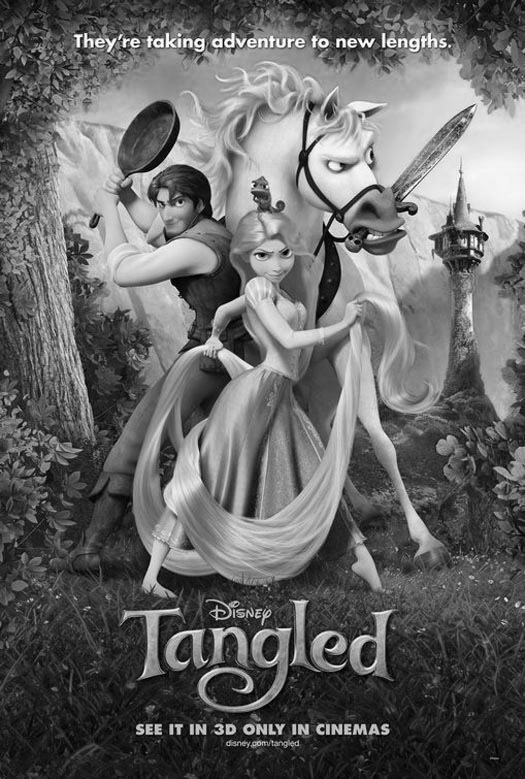 They're taking adventure to new lengths.
Disney
Tangled
SEE IT IN 3D ONLY IN CINEMAS
disney.com/tangled